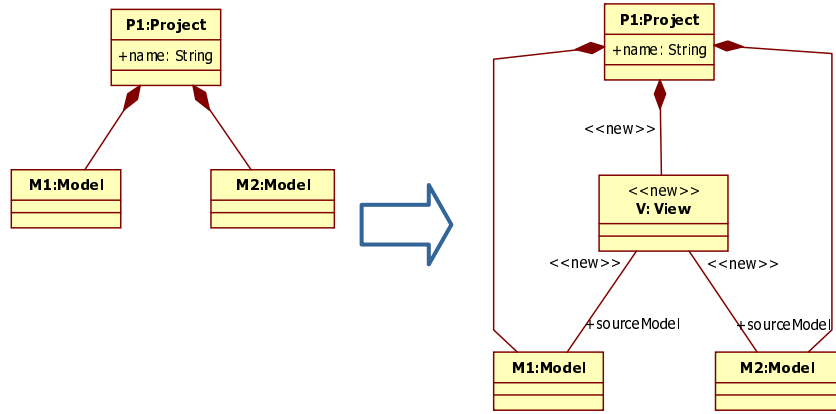 P1:Project
+name: String
M1:Model
M2:Model
P1:Project
+name: String
<<new>>
<<new>>
V: View
<<new>>
<<new>>
+sourceModel
+sourceModel
M1:Model
M2:Model